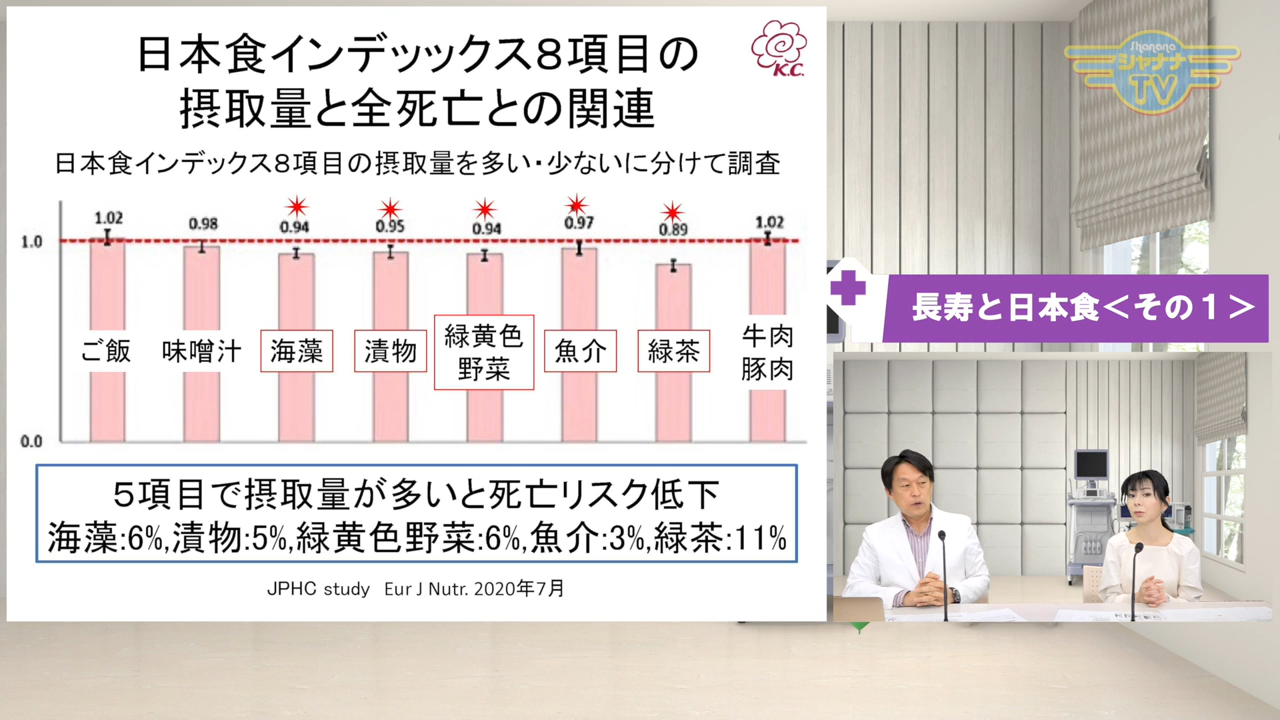 日本食インデッックス８項目の
摂取量と全死亡との関連
K.C.
日本食インデックス８項目の摂取量を多い・少ないに分けて調査
1.02
0.98
0.94
0.95
0.94
0.97
0.89
1.02
1.0
ご飯
味噌汁
海藻
漬物
緑黄色
野菜
魚介
緑茶
牛肉
豚肉
0.0
５項目で摂取量が多いと死亡リスク低下
海藻:6%,漬物:5%,緑黄色野菜:6%,魚介:3%,緑茶:11%
JPHC study Eur J Nutr. 2020年7月
Shanana
シャナナ
TV
長寿と日本食＜その１＞